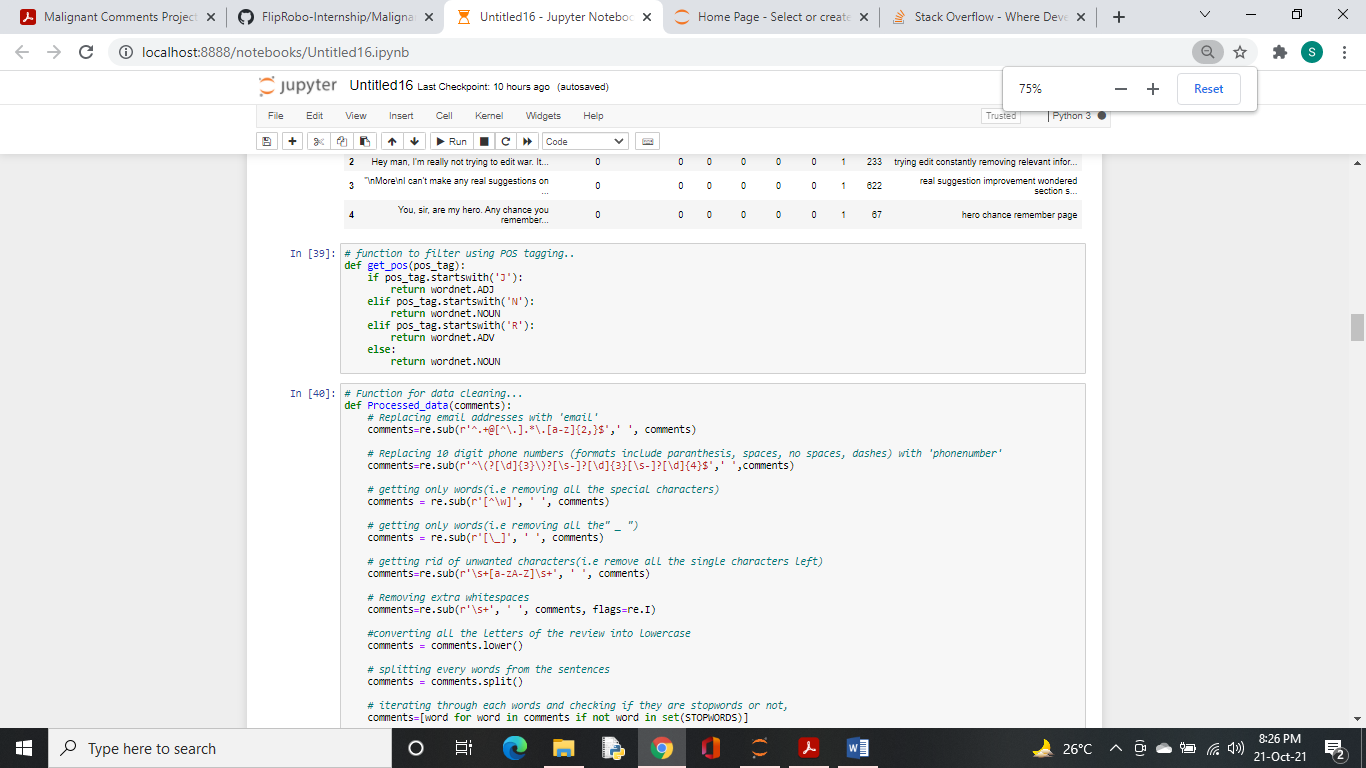 Malignant Comments Project
FlipRobo-Internship/Maligna
Untitled16 - Jupyter Noteboo
Home Page - Select or create
Stack Overflow - Where Deve
localhost:8888/notebooks/Untitled16.ipynb
S
75%
Reset
jupyter Untitled16 Last Checkpoint: 10 hours ago (autosaved)
File Edit View Insert Cell Kernel Widgets Help
Trusted Python 3
Run Code
2 Hey man, I'm really not trying to edit war. It... 0 0 0 0 0 0 1 233 trying edit constantly removing relevant infor...
3 "\nMore\nI can't make any real suggestions on
... 0 0 0 0 0 0 1 622 real suggestion improvement wondered
section s...
4 You, sir, are my hero. Any chance you
remember... 0 0 0 0 0 0 1 67 hero chance remember page
In [39]: # function to filter using POS tagging..
def get_pos(pos_tag):
    if pos_tag.startswith('J'):
        return wordnet.ADJ
    elif pos_tag.startswith('N'):
        return wordnet.NOUN
    elif pos_tag.startswith('R'):
        return wordnet.ADV
    else:
        return wordnet.NOUN
In [40]: # Function for data cleaning...
def Processed_data(comments):
    # Replacing email addresses with 'email'
    comments=re.sub(r'^.+@[^\.].*\.[a-z]{2,}$',' ', comments)
    # Replacing 10 digit phone numbers (formats include paranthesis, spaces, no spaces, dashes) with 'phonenumber'
    comments=re.sub(r'^\(?[\d]{3}\)?[\s-]?[\d]{3}[\s-]?[\d]{4}$',' ',comments)
    # getting only words(i.e removing all the special characters)
    comments = re.sub(r'[^\w]', ' ', comments)
    # getting only words(i.e removing all the" _ ")
    comments = re.sub(r'[\_]', ' ', comments)
    # getting rid of unwanted characters(i.e remove all the single characters left)
    comments=re.sub(r'\s+[a-zA-Z]\s+', ' ', comments)
    # Removing extra whitespaces
    comments=re.sub(r'\s+', ' ', comments, flags=re.I)
    #converting all the letters of the review into lowercase
    comments = comments.lower()
    # splitting every words from the sentences
    comments = comments.split()
    # iterating through each words and checking if they are stopwords or not,
    comments=[word for word in comments if not word in set(STOPWORDS)]
Type here to search
26°C
8:26 PM
21-Oct-21
2